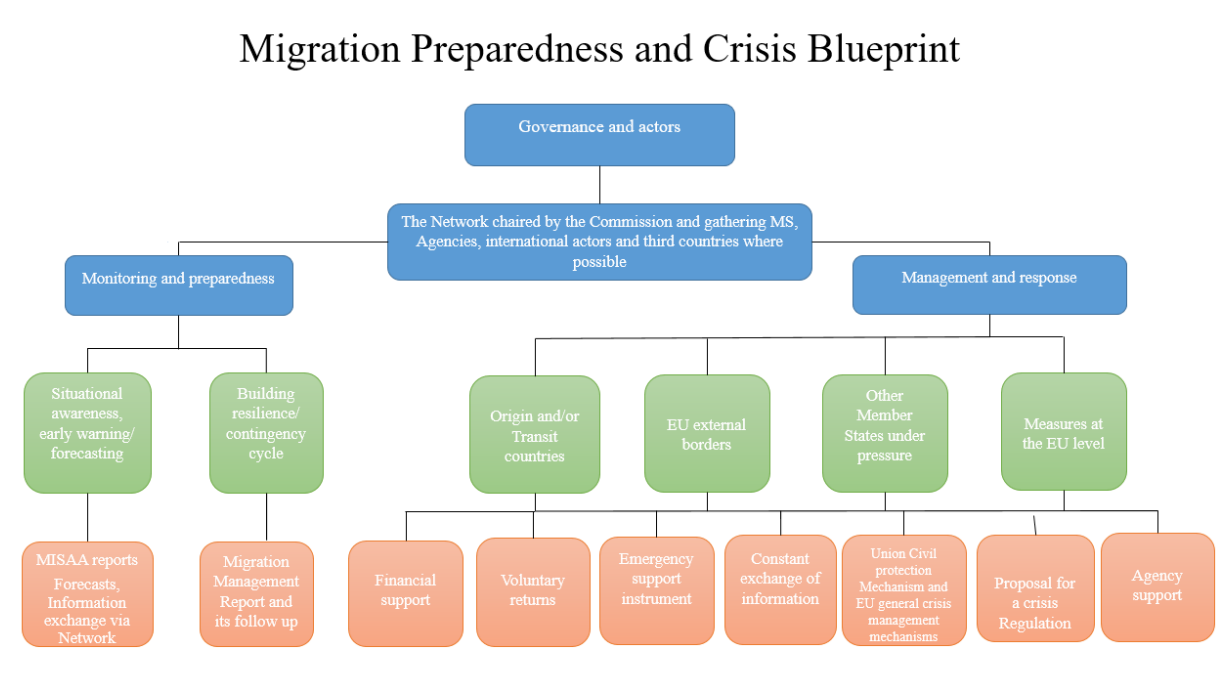 Migration Preparedness and Crisis Blueprint
Governance and actors
The Network chaired by the Commission and gathering MS,
Agencies, international actors and third countries where
possible
Monitoring and preparedness
Management and response
Situational
awareness,
early warning/
forecasting
Building
resilience/
contingency
cycle
Origin and/or
Transit
countries
EU external
borders
Other
Member
States under
pressure
Measures at
the EU level
MISAA reports
Forecasts,
Information
exchange via
Network
Migration
Management
Report and
its follow up
Financial
support
Voluntary
returns
Emergency
support
instrument
Constant
exchange of
information
Union Civil
protection
Mechanism and
EU general crisis
management
mechanisms
Proposal for
a crisis
Regulation
Agency
support